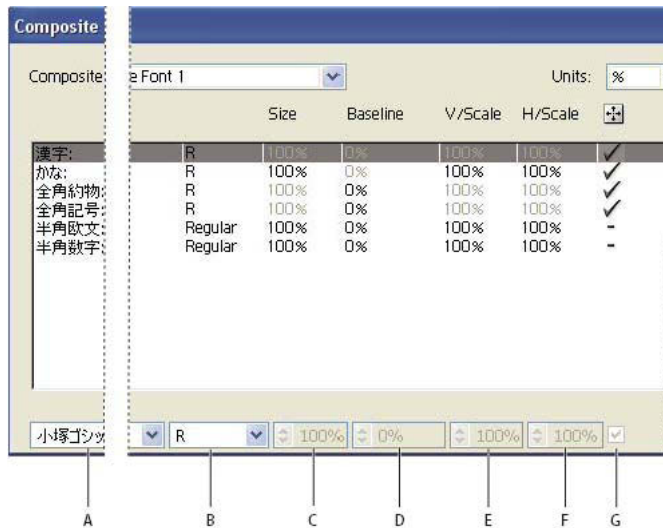 Composite
Composite e Font 1 Units: %
Size Baseline V/Scale H/Scale
漢字: R 100% 0% 100% 100%
かな: R 100% 0% 100% 100%
全角約物: R 100% 0% 100% 100%
全角記号: R 100% 0% 100% 100%
半角欧文: Regular 100% 0% 100% 100% -
半角数字: Regular 100% 0% 100% 100% -
小塚ゴシッ R 100% 0% 100% 100%
A B C D E F G